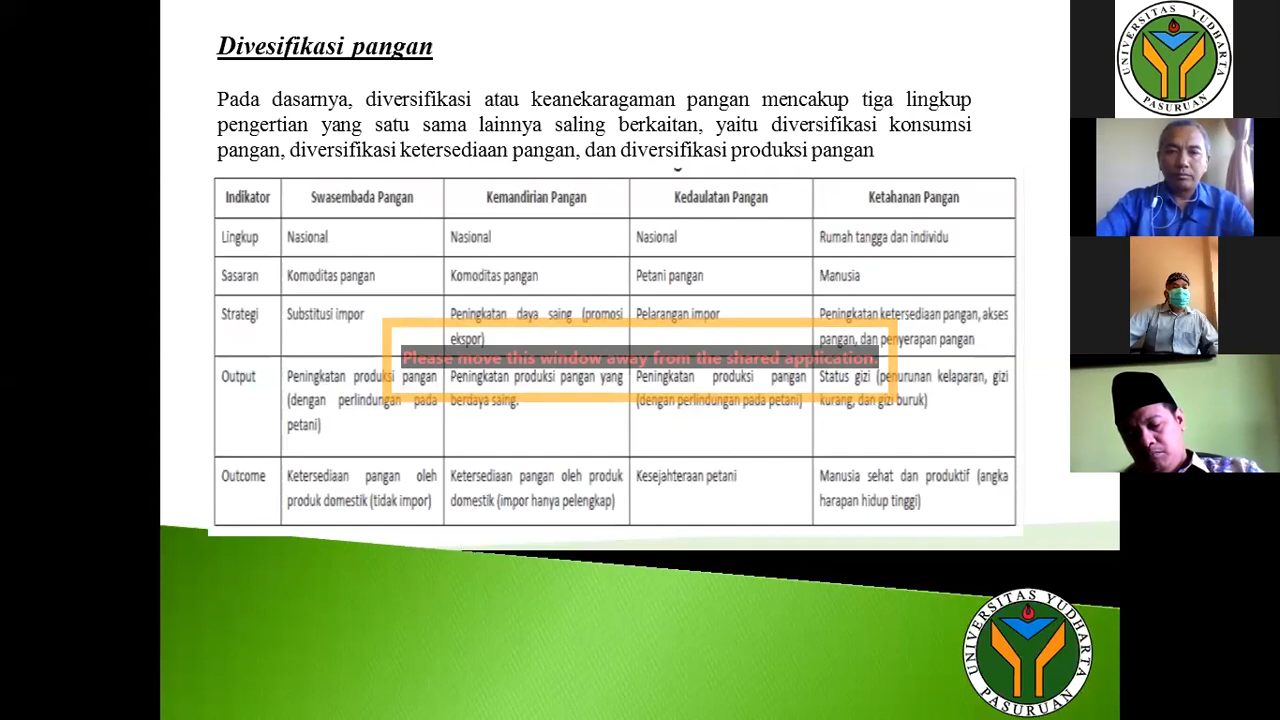 Divesifikasi pangan
Pada dasarnya, diversifikasi atau keanekaragaman pangan mencakup tiga lingkup
pengertian yang satu sama lainnya saling berkaitan, yaitu diversifikasi konsumsi
pangan, diversifikasi ketersediaan pangan, dan diversifikasi produksi pangan
Indikator Swasembada Pangan Kemandirian Pangan Kedaulatan Pangan Ketahanan Pangan
Lingkup Nasional Nasional Nasional Rumah tangga dan individu
Sasaran Komoditas pangan Komoditas pangan Petani pangan Manusia
Strategi Substitusi impor Peningkatan daya saing (promosi Pelarangan impor Peningkatan ketersediaan pangan, akses
ekspor) pangan, dan penyerapan pangan
Please move this window away from the shared application.
Output Peningkatan produksi pangan Peningkatan produksi pangan yang Peningkatan produksi pangan Status gizi (penurunan kelaparan, gizi
(dengan perlindungan pada berdaya saing. (dengan perlindungan pada petani) kurang, dan gizi buruk)
petani)
Outcome Ketersediaan pangan oleh Ketersediaan pangan oleh produk Kesejahteraan petani Manusia sehat dan produktif (angka
produk domestik (tidak impor) domestik (impor hanya pelengkap) harapan hidup tinggi)
UNIVERSITAS YUDHARTA
PASURUAN
UNIVERSITAS YUDHARTA
PASURUAN